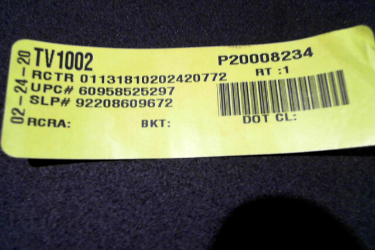 02-24-20
TV1002 P20008234
RCTR 01131810202420772 RT :1
UPC# 60958525297
SLP# 92208609672
RCRA: BKT: DOT CL: